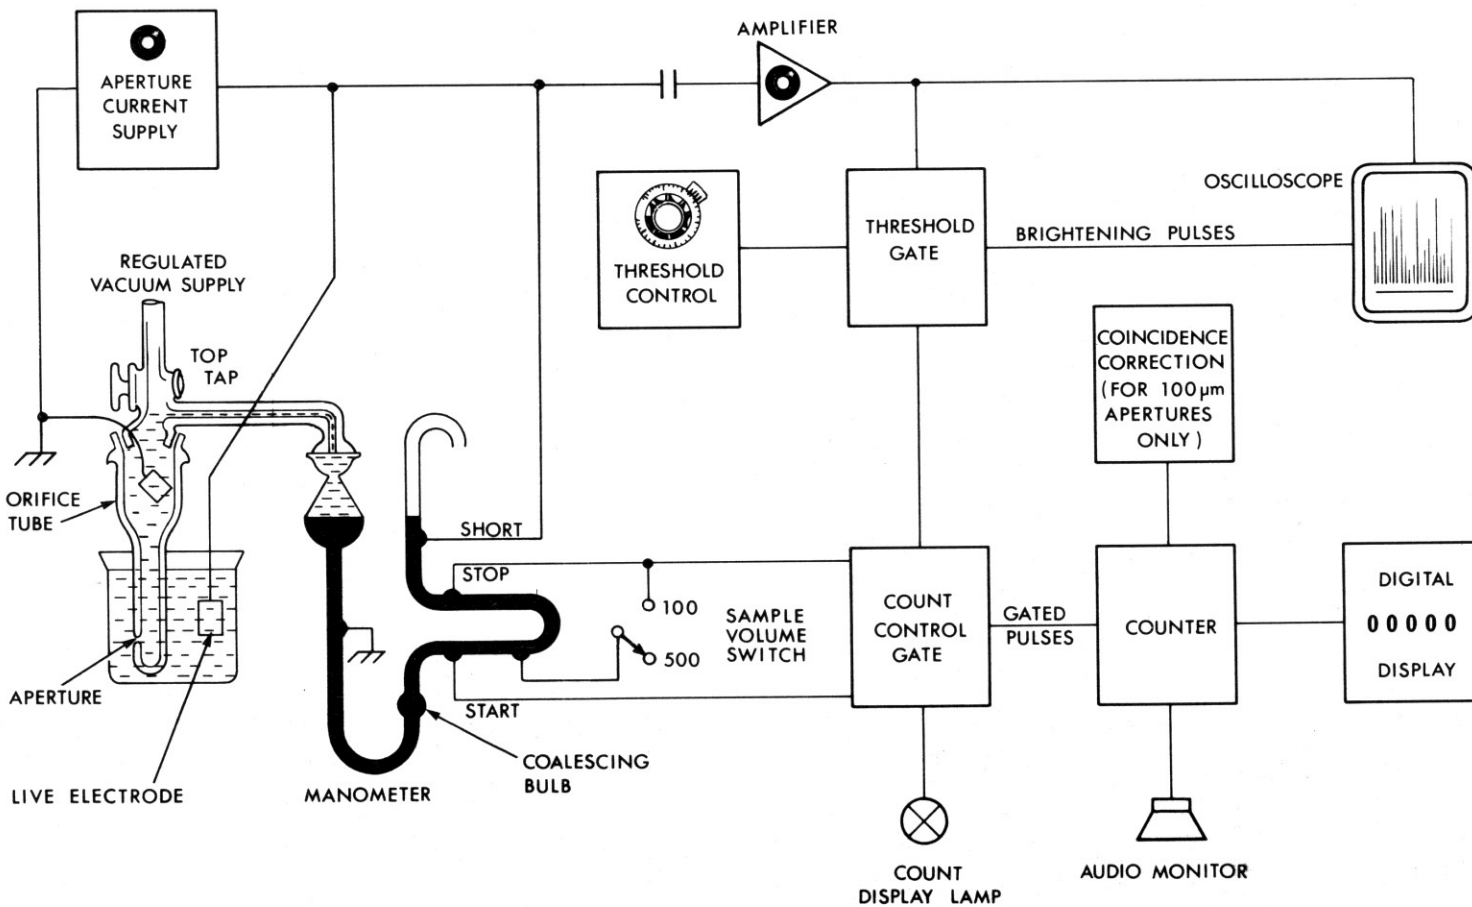 AMPLIFIER
APERTURE
CURRENT
SUPPLY
OSCILLOSCOPE
THRESHOLD
CONTROL
THRESHOLD
GATE
BRIGHTENING PULSES
REGULATED
VACUUM SUPPLY
TOP
TAP
COINCIDENCE
CORRECTION
(FOR 100µm
APERTURES
ONLY)
ORIFICE
TUBE
SHORT
STOP
100
500
SAMPLE
VOLUME
SWITCH
START
COUNT
CONTROL
GATE
GATED
PULSES
COUNTER
DIGITAL
00000
DISPLAY
APERTURE
LIVE ELECTRODE
MANOMETER
COALESCING
BULB
COUNT
DISPLAY LAMP
AUDIO MONITOR